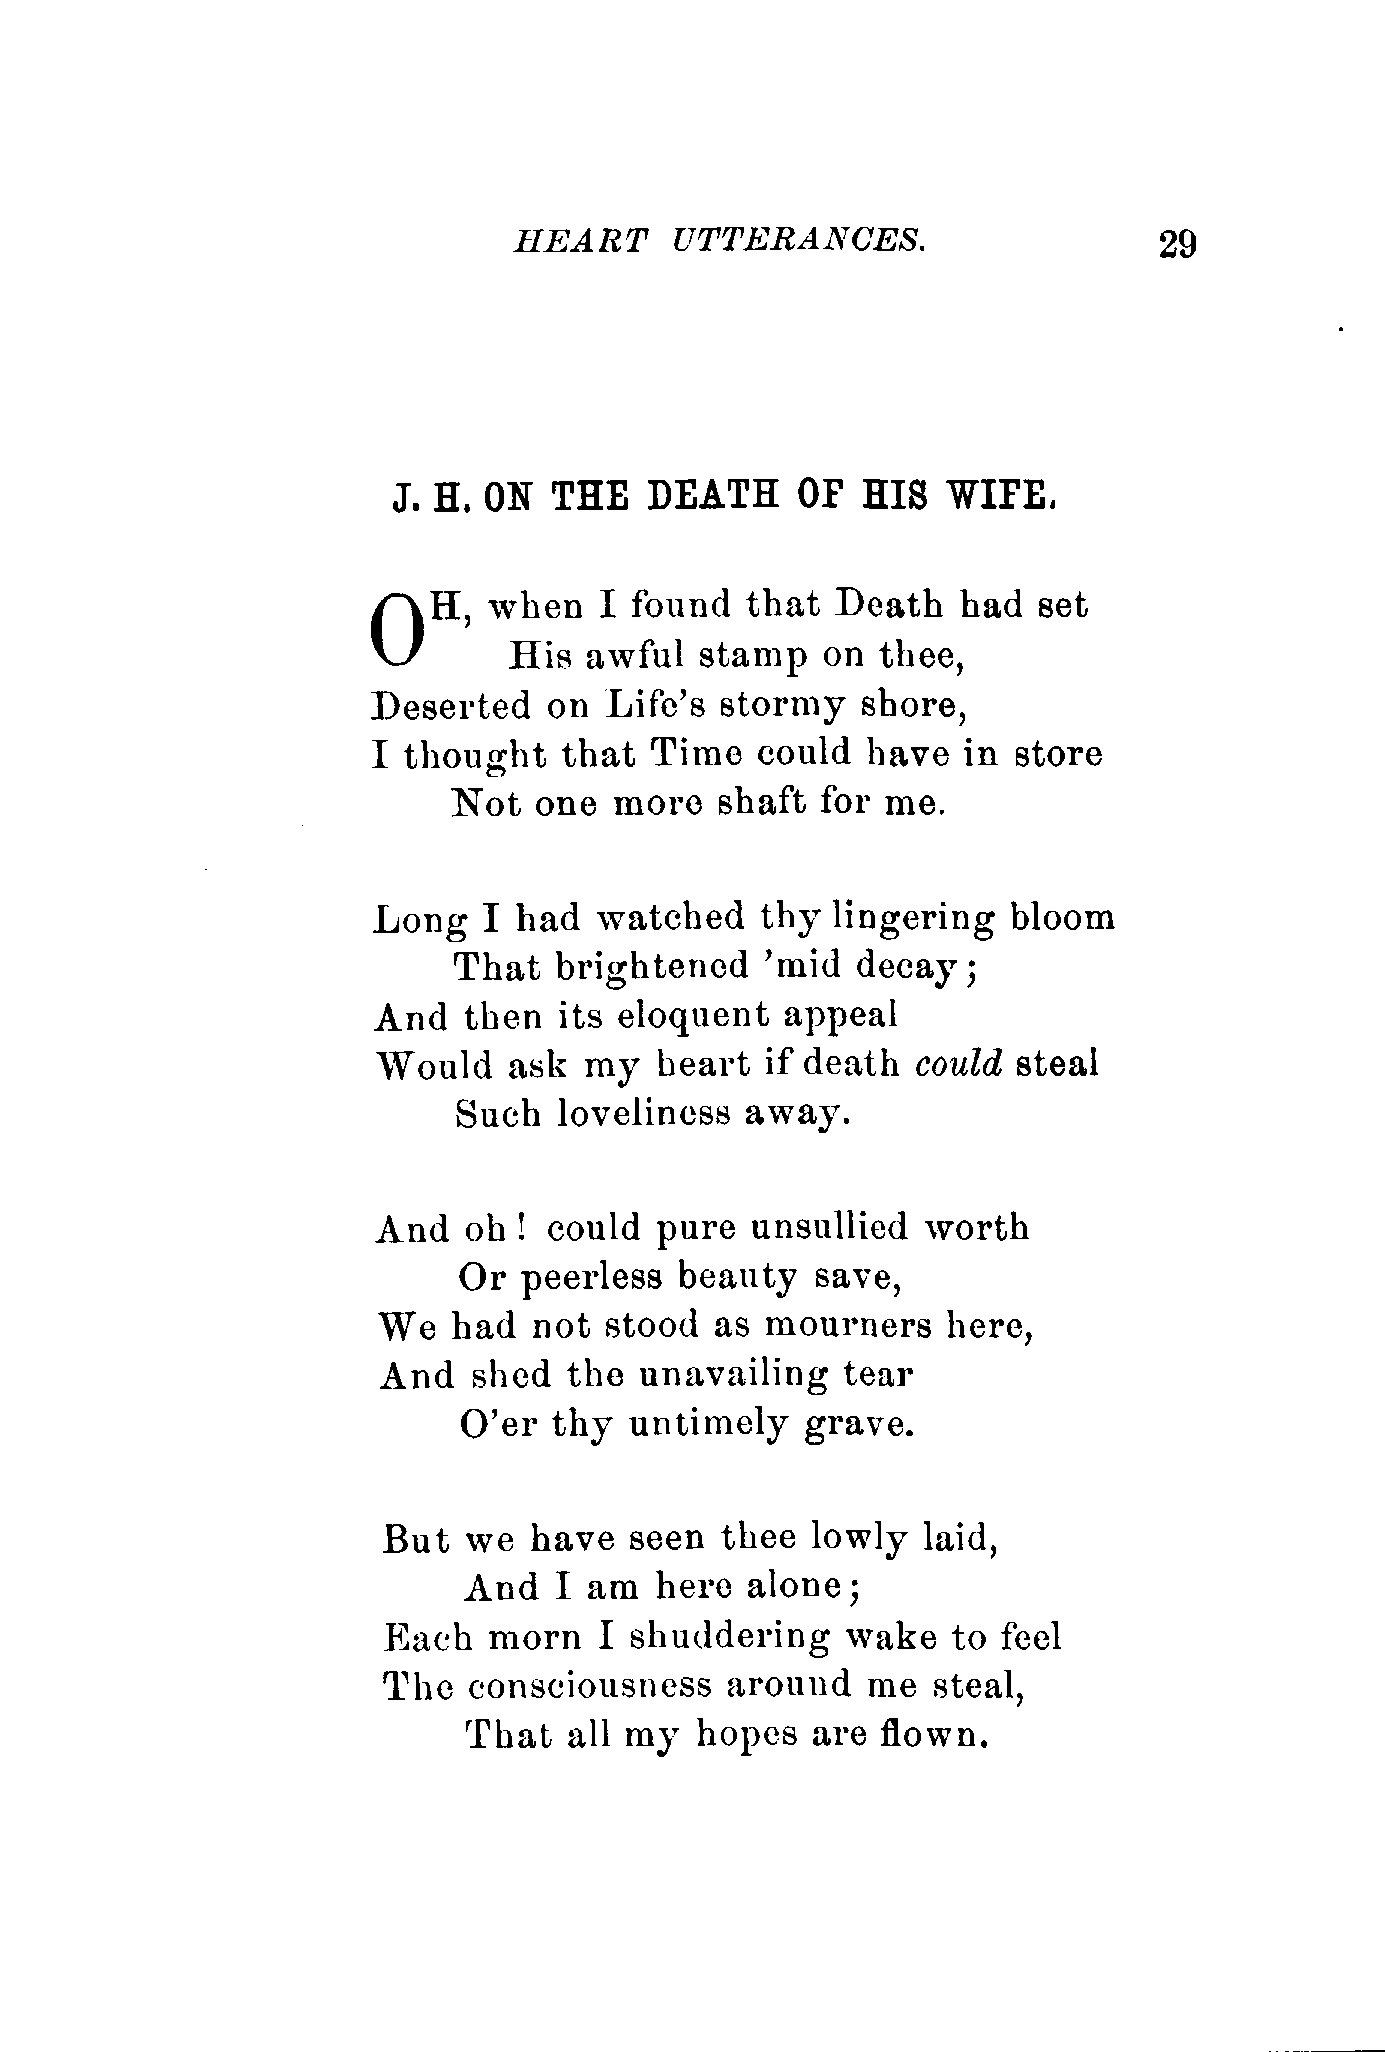 HEART UTTERANCES. 29
J. H. ON THE DEATH OF HIS WIFE.
OH, when I found that Death had set
His awful stamp on thee,
Deserted on Life's stormy shore,
I thought that Time could have in store
Not one more shaft for me.
Long I had watched thy lingering bloom
That brightened 'mid decay;
And then its eloquent appeal
Would ask my heart if death could steal
Such loveliness away.
And oh! could pure unsullied worth
Or peerless beauty save,
We had not stood as mourners here,
And shed the unavailing tear
O'er thy untimely grave.
But we have seen thee lowly laid,
And I am here alone;
Each morn I shuddering wake to feel
The consciousness around me steal,
That all my hopes are flown.